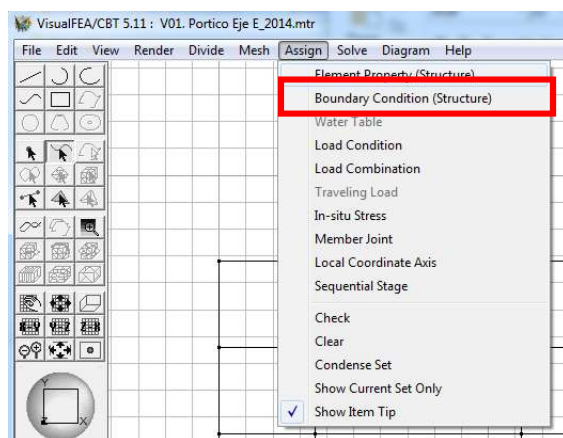 VisualFEA/CBT 5.11 : V01. Portico Eje E_2014.mtr
File Edit View Render Divide Mesh Assign Solve Diagram Help
Element Property (Structure)
Boundary Condition (Structure)
Water Table
Load Condition
Load Combination
Traveling Load
In-situ Stress
Member Joint
Local Coordinate Axis
Sequential Stage
Check
Clear
Condense Set
Show Current Set Only
Show Item Tip
Y
Z
X